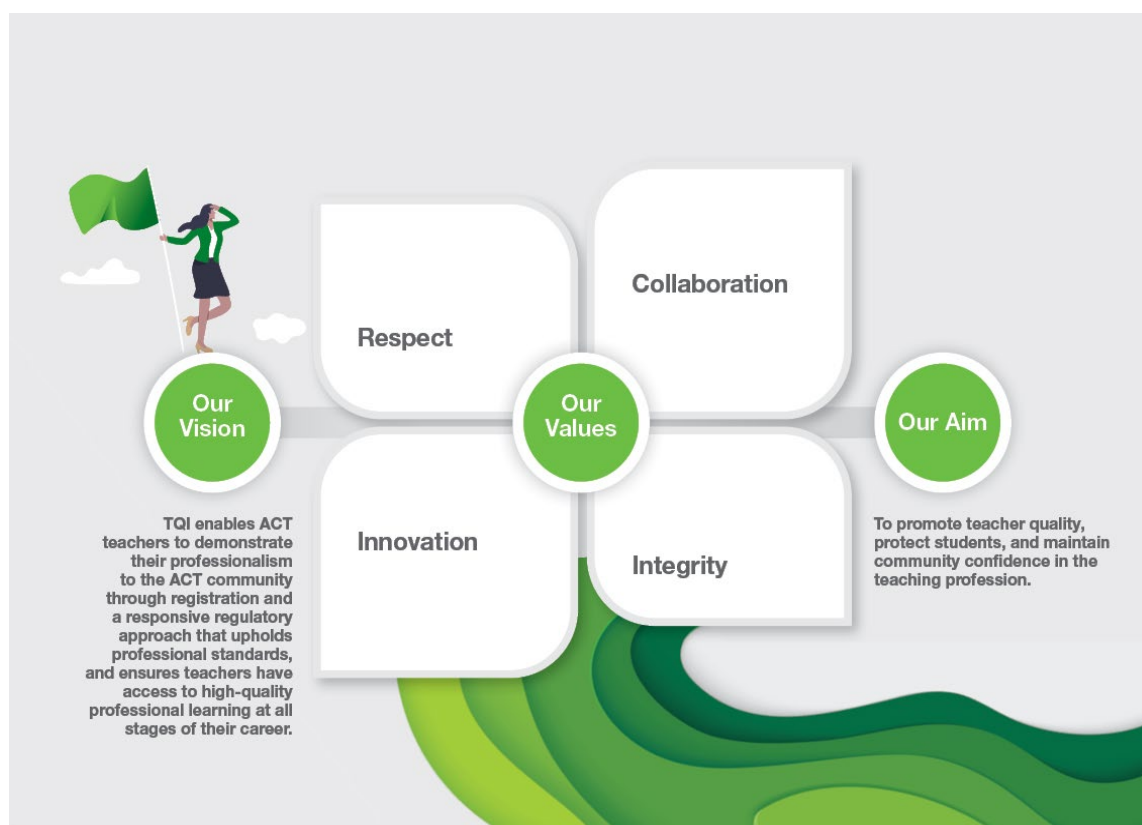 Our
Vision
TQI enables ACT
teachers to demonstrate
their professionalism
to the ACT community
through registration and
a responsive regulatory
approach that upholds
professional standards,
and ensures teachers have
access to high-quality
professional learning at all
stages of their career.
Our
Values
Respect
Collaboration
Innovation
Integrity
Our Aim
To promote teacher quality,
protect students, and maintain
community confidence in the
teaching profession.